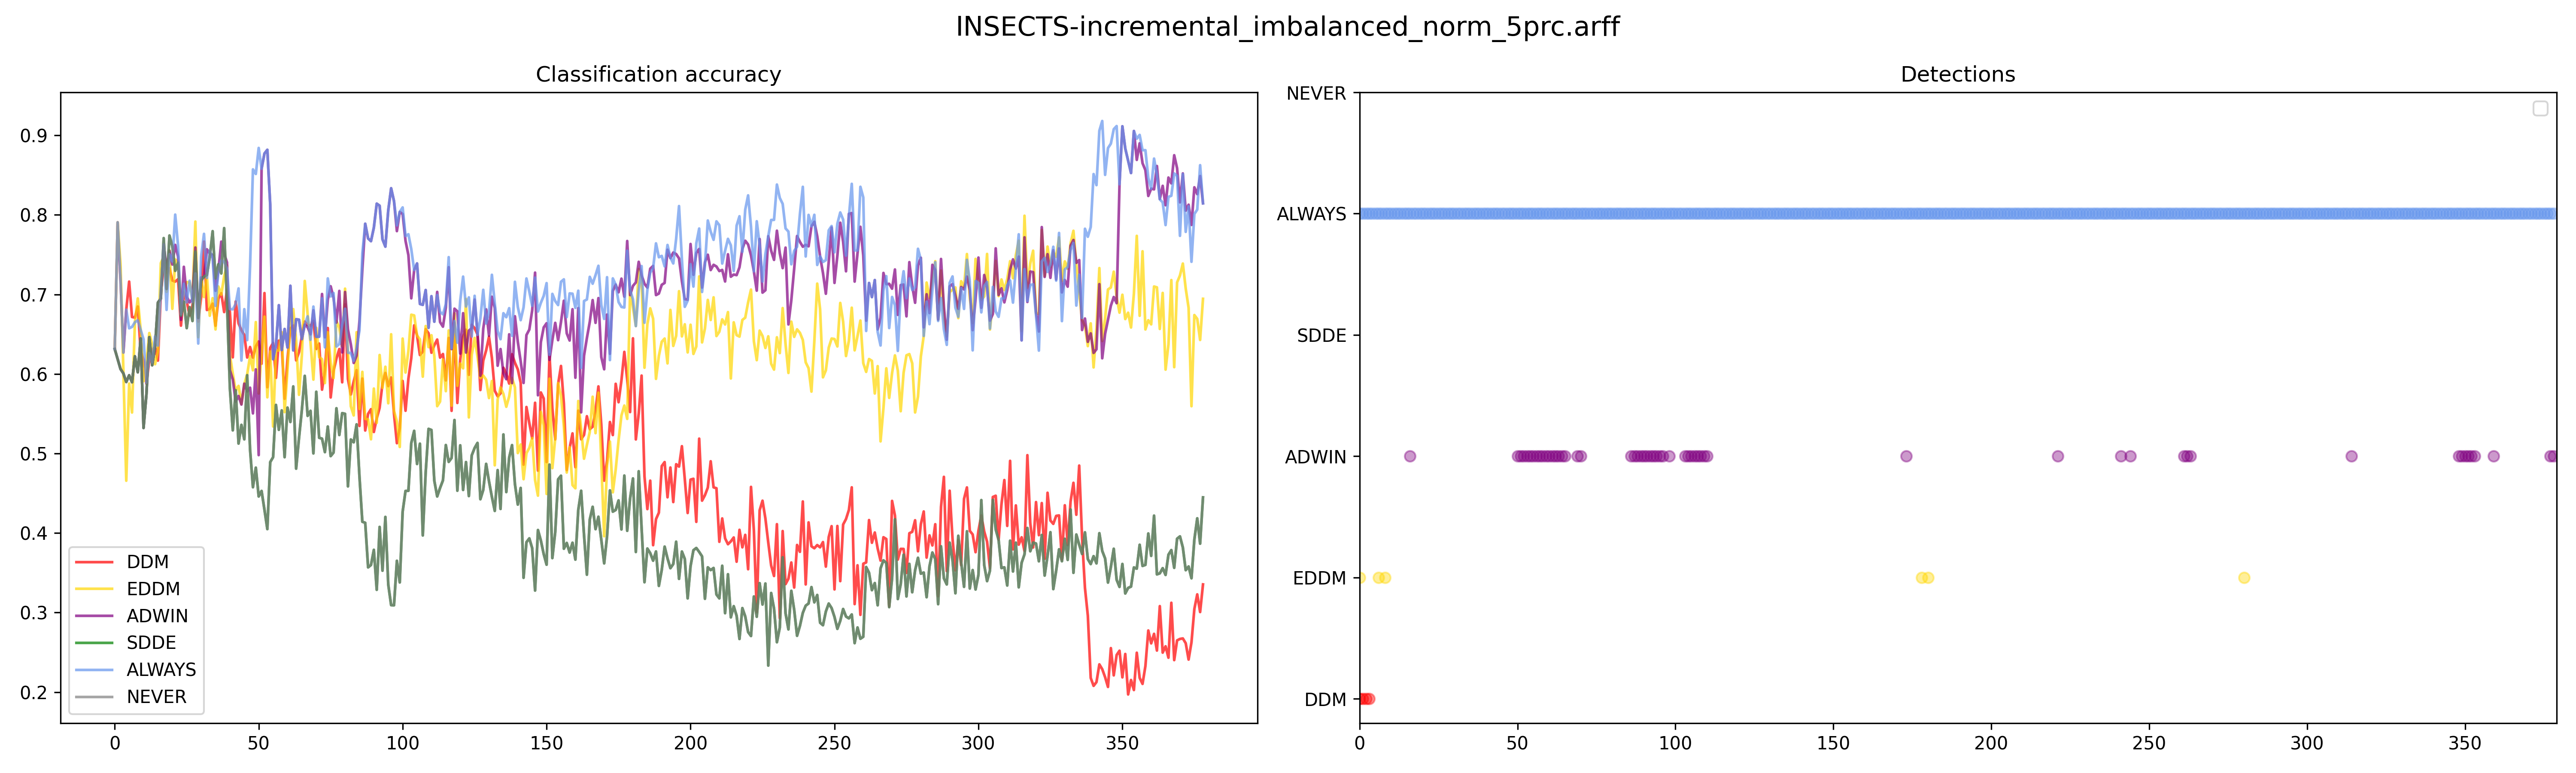 INSECTS-incremental_imbalanced_norm_5prc.arff
Classification accuracy
0.9
0.8
0.7
0.6
0.5
0.4
0.3
0.2
0 50 100 150 200 250 300 350
DDM
EDDM
ADWIN
SDDE
ALWAYS
NEVER
Detections
NEVER
ALWAYS
SDDE
ADWIN
EDDM
DDM
0 50 100 150 200 250 300 350